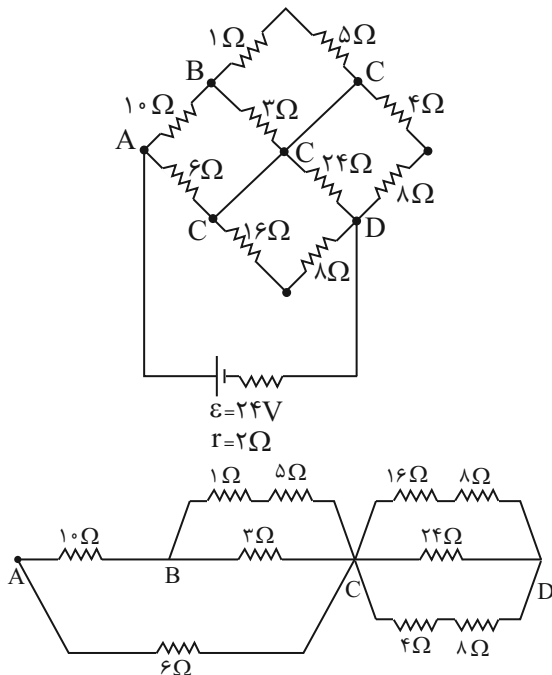 ۱Ω ۵Ω
B C
۱۰Ω ۳Ω ۴Ω
A C
۶Ω ۲۴Ω ۸Ω
C ۱۶Ω D
۸Ω
ε=۲۴V
r=۲Ω
۱Ω ۵Ω ۱۶Ω ۸Ω
۱۰Ω ۳Ω ۲۴Ω
A B C D
۶Ω ۴Ω ۸Ω